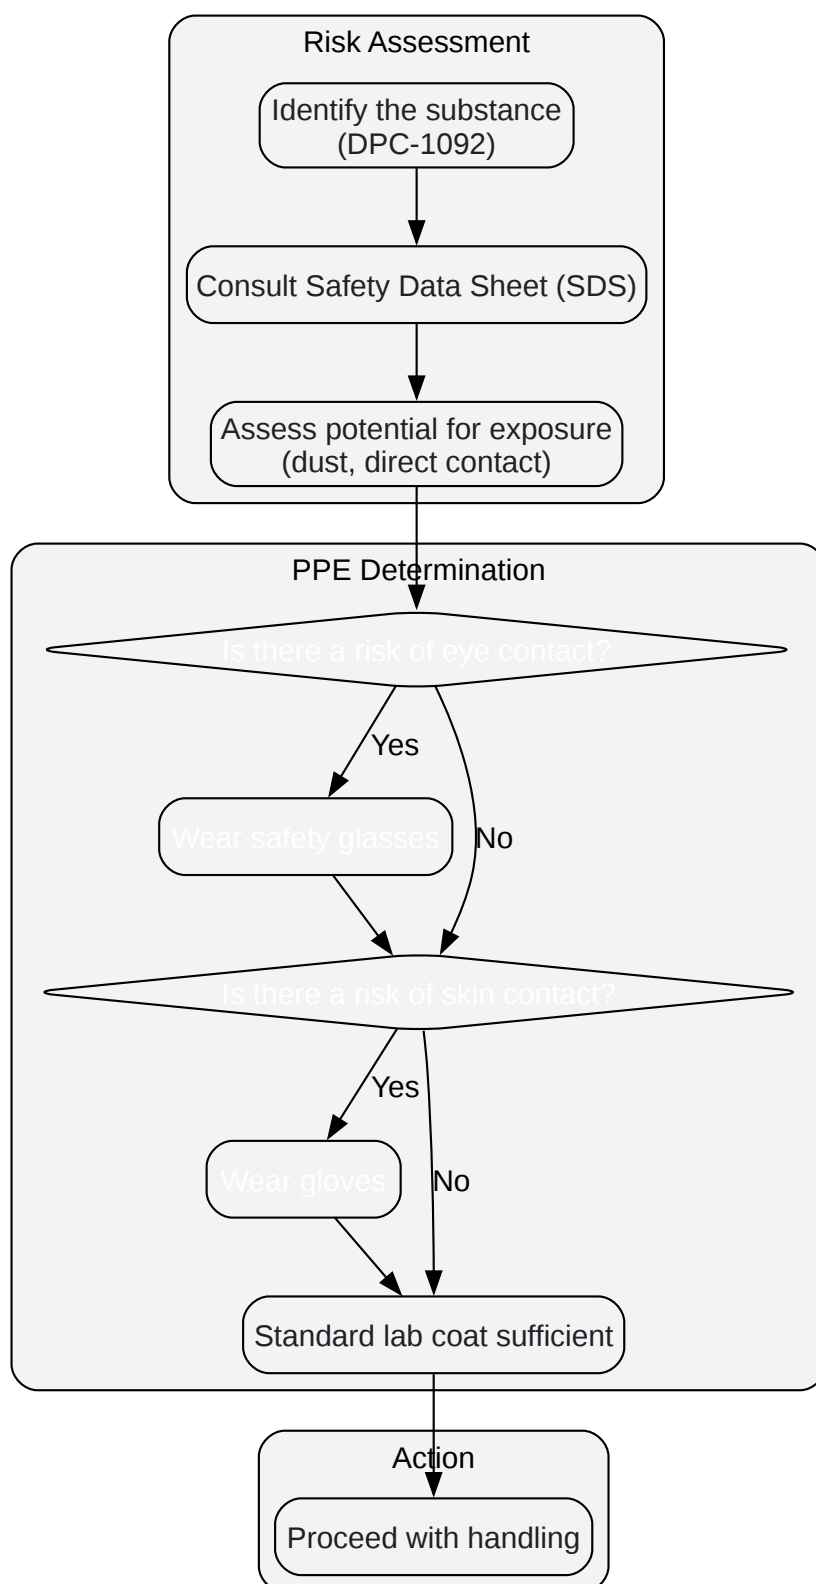 Risk Assessment
Identify the substance
(DPC-1092)
Consult Safety Data Sheet (SDS)
Assess potential for exposure
(dust, direct contact)
PPE Determination
Is there a risk of eye contact?
Yes
Wear safety glasses
No
Is there a risk of skin contact?
Yes
Wear gloves
No
Standard lab coat sufficient
Action
Proceed with handling